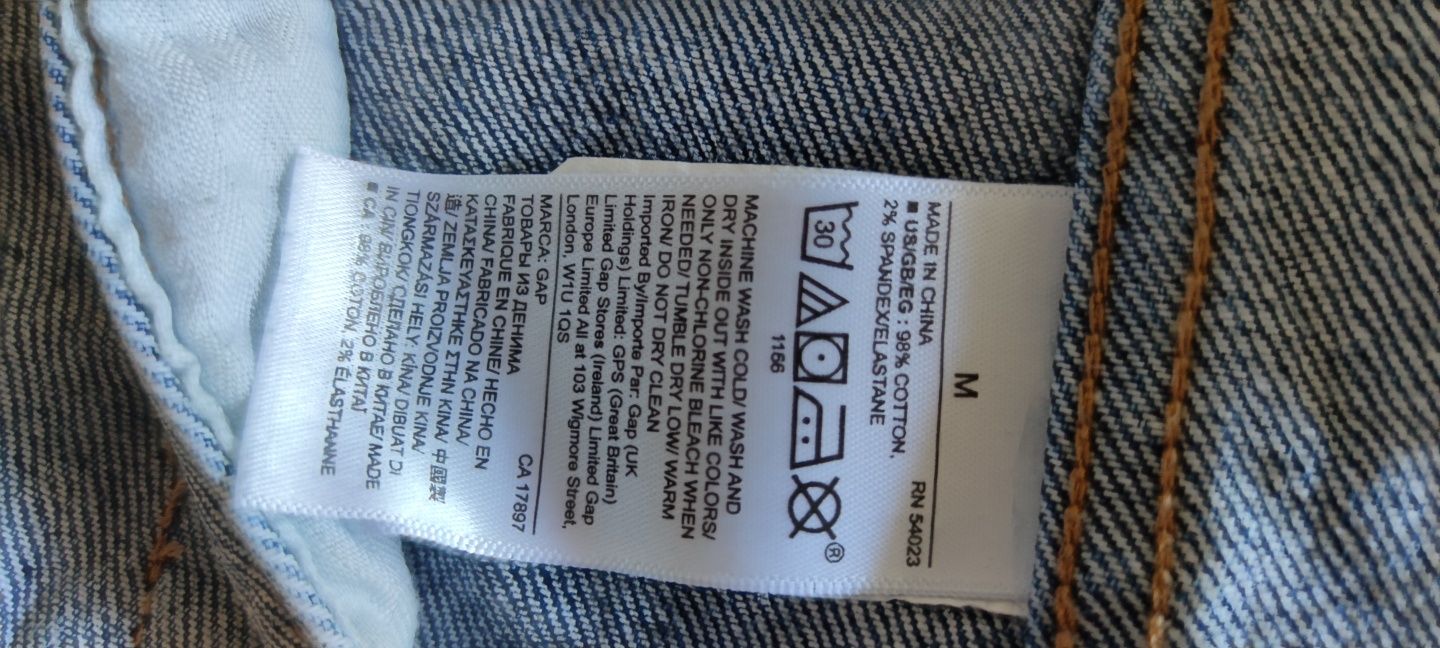 M
RN 54023
MADE IN CHINA
■ US/GB/EG : 98% COTTON,
2% SPANDEX/ELASTANE
30
®
1166
MACHINE WASH COLD/ WASH AND
DRY INSIDE OUT WITH LIKE COLORS/
ONLY NON-CHLORINE BLEACH WHEN
NEEDED/ TUMBLE DRY LOW/ WARM
IRON/ DO NOT DRY CLEAN
Imported By/Importe Par: Gap (UK
Holdings) Limited: GPS (Great Britain)
Limited Gap Stores (Ireland) Limited Gap
Europe Limited All at 103 Wigmore Street,
London, W1U 1QS
CA 17897
MARCA: GAP
ТОВАРЫ ИЗ ДЕНИМА
FABRIQUE EN CHINE/ HECHO EN
CHINA/ FABRICADO NA CHINA/
ΚΑΤΑΣΚΕΥΑΣΤΗΚΕ ΣΤΗΝ ΚΙΝΑ/ 中國製
造/ ZEMLJA PROIZVODNJE KINA/
SZÁRMAZÁSI HELY. KÍNA/ DIBUAT DI
TIONGKOK/ СДЕЛАНО В КИТАЕ/ MADE
IN ÇIN/ ВИРОБЛЕНО В КИТАЇ
■ CA : 98% COTON, 2% ÉLASTHANNE